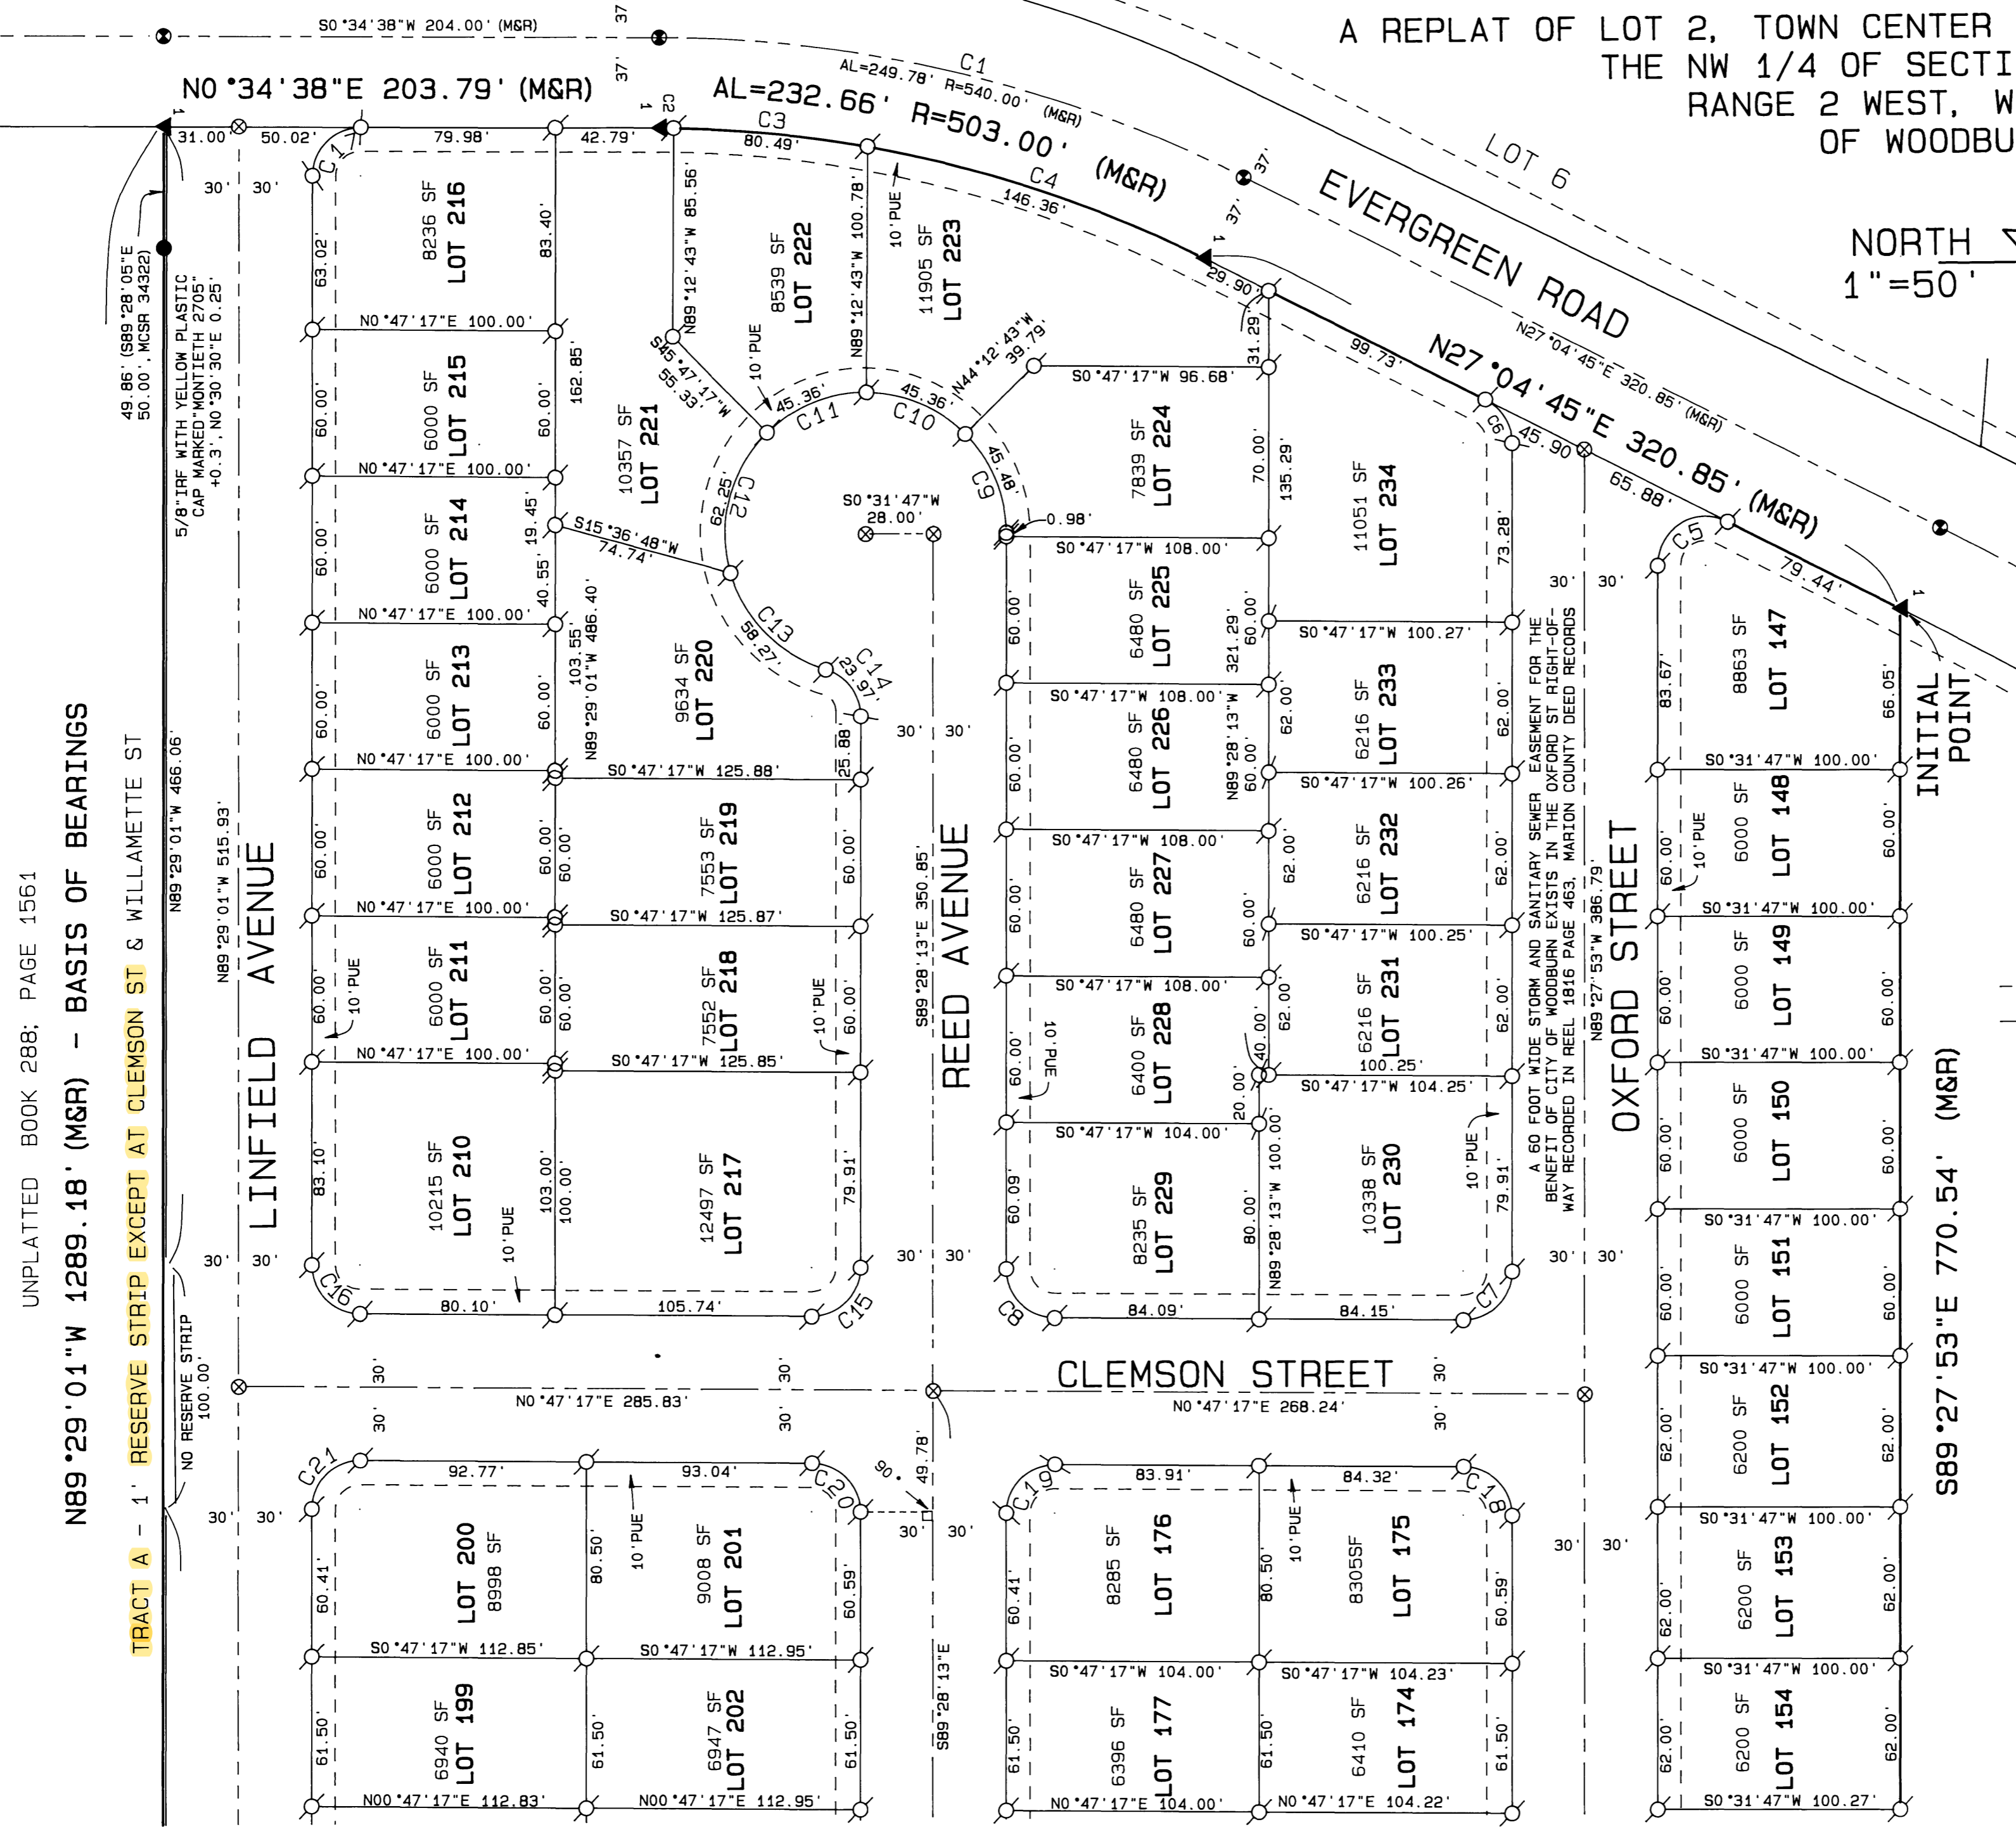 A REPLAT OF LOT 2, TOWN CENTER
THE NW 1/4 OF SECTI
RANGE 2 WEST, W
OF WOODBU
NORTH
1"=50'
S0°34'38"W 204.00' (M&R)
37
37'
N0°34'38"E 203.79' (M&R)
C1
AL=249.78' R=540.00' (M&R)
AL=232.66' R=503.00' (M&R)
LOT 6
37'
37'
EVERGREEN ROAD
N27°04'45"E 320.85' (M&R)
N27°04'45"E 320.85' (M&R)
1
31.00'
50.02'
79.98'
42.79'
1
C2
C3
80.49'
C4
146.36'
1
29.90'
99.73'
45.90
65.88'
79.44'
1
INITIAL
POINT
30'
30'
C17
10'PUE
49.86' (S89°28'05"E
50.00', MCSR 34322)
5/8"IRF WITH YELLOW PLASTIC
CAP MARKED"MONTIETH 2705"
+0.3', N0°30'30"E 0.25'
UNPLATTED BOOK 288; PAGE 1561
N89°29'01"W 1289.18' (M&R) - BASIS OF BEARINGS
TRACT A - 1' RESERVE STRIP EXCEPT AT CLEMSON ST & WILLAMETTE ST
N89°29'01"W 466.06'
NO RESERVE STRIP
100.00'
N89°29'01"W 515.93'
LINFIELD AVENUE
63.02'
8236 SF
LOT 216
83.40'
N0°47'17"E 100.00'
60.00'
6000 SF
LOT 215
60.00'
162.85'
N0°47'17"E 100.00'
60.00'
6000 SF
LOT 214
19.45'
40.55'
N0°47'17"E 100.00'
60.00'
6000 SF
LOT 213
60.00'
103.55'
N89°29'01"W 486.40'
N0°47'17"E 100.00'
60.00'
6000 SF
LOT 212
60.00'
60.00'
N0°47'17"E 100.00'
60.00'
10'PUE
6000 SF
LOT 211
60.00'
60.00'
N0°47'17"E 100.00'
83.10'
10215 SF
LOT 210
10'PUE
103.00'
100.00'
30'
30'
C16
80.10'
105.74'
C15
N89°12'43"W 85.56'
8539 SF
LOT 222
N89°12'43"W 100.78'
11905 SF
LOT 223
S45°47'17"W
55.33'
10'PUE
45.36'
C11
45.36'
C10
N44°12'43"W
39.79'
45.48'
C9
10357 SF
LOT 221
62.25'
C12
S0°31'47"W
28.00'
0.98'
S15°36'48"W
74.74'
C13
58.27'
C14
23.97'
9634 SF
LOT 220
25.88'
30'
30'
S0°47'17"W 125.88'
7553 SF
LOT 219
60.00'
S0°47'17"W 125.87'
7552 SF
LOT 218
10'PUE
60.00'
S0°47'17"W 125.85'
12497 SF
LOT 217
79.91'
30'
30'
S89°28'13"E 350.85'
REED AVENUE
31.29'
S0°47'17"W 96.68'
7839 SF
LOT 224
70.00'
135.29'
S0°47'17"W 108.00'
60.00'
6480 SF
LOT 225
60.00'
321.29'
S0°47'17"W 108.00'
60.00'
6480 SF
LOT 226
N89°28'13"W
60.00'
S0°47'17"W 108.00'
60.00'
6480 SF
LOT 227
60.00'
S0°47'17"W 108.00'
60.00'
10'PUE
6400 SF
LOT 228
40.00'
20.00'
S0°47'17"W 104.00'
60.09'
8235 SF
LOT 229
80.00'
N89°28'13"W 100.00'
C8
84.09'
84.15'
C7
11051 SF
LOT 234
C6
73.28'
S0°47'17"W 100.27'
62.00'
6216 SF
LOT 233
62.00'
S0°47'17"W 100.26'
62.00'
6216 SF
LOT 232
62.00'
S0°47'17"W 100.25'
62.00'
6216 SF
LOT 231
62.00'
100.25'
S0°47'17"W 104.25'
10338 SF
LOT 230
10'PUE
79.91'
A 60 FOOT WIDE STORM AND SANITARY SEWER EASEMENT FOR THE
BENEFIT OF CITY OF WOODBURN EXISTS IN THE OXFORD ST RIGHT-OF-
WAY RECORDED IN REEL 1816 PAGE 463, MARION COUNTY DEED RECORDS
N89°27'53"W 386.79'
OXFORD STREET
30'
30'
30'
30'
C5
83.67'
8863 SF
LOT 147
66.05'
S0°31'47"W 100.00'
60.00'
10'PUE
6000 SF
LOT 148
60.00'
S0°31'47"W 100.00'
60.00'
6000 SF
LOT 149
60.00'
S0°31'47"W 100.00'
60.00'
6000 SF
LOT 150
60.00'
S0°31'47"W 100.00'
60.00'
6000 SF
LOT 151
60.00'
S0°31'47"W 100.00'
62.00'
6200 SF
LOT 152
62.00'
S0°31'47"W 100.00'
62.00'
6200 SF
LOT 153
62.00'
S0°31'47"W 100.00'
62.00'
6200 SF
LOT 154
62.00'
S0°31'47"W 100.27'
S89°27'53"E 770.54' (M&R)
CLEMSON STREET
30'
30'
30'
30'
30'
30'
N0°47'17"E 285.83'
N0°47'17"E 268.24'
49.78'
90°
C21
92.77'
93.04'
C20
30'
30'
60.41'
LOT 200
8998 SF
80.50'
10'PUE
9008 SF
LOT 201
60.59'
30'
30'
S0°47'17"W 112.85'
S0°47'17"W 112.95'
61.50'
6940 SF
LOT 199
61.50'
6947 SF
LOT 202
61.50'
N00°47'17"E 112.83'
N00°47'17"E 112.95'
S89°28'13"E
C19
83.91'
84.32'
C18
60.41'
8285 SF
LOT 176
80.50'
10'PUE
8305SF
LOT 175
60.59'
30'
30'
S0°47'17"W 104.00'
S0°47'17"W 104.23'
61.50'
6396 SF
LOT 177
61.50'
6410 SF
LOT 174
61.50'
N0°47'17"E 104.00'
N0°47'17"E 104.22'